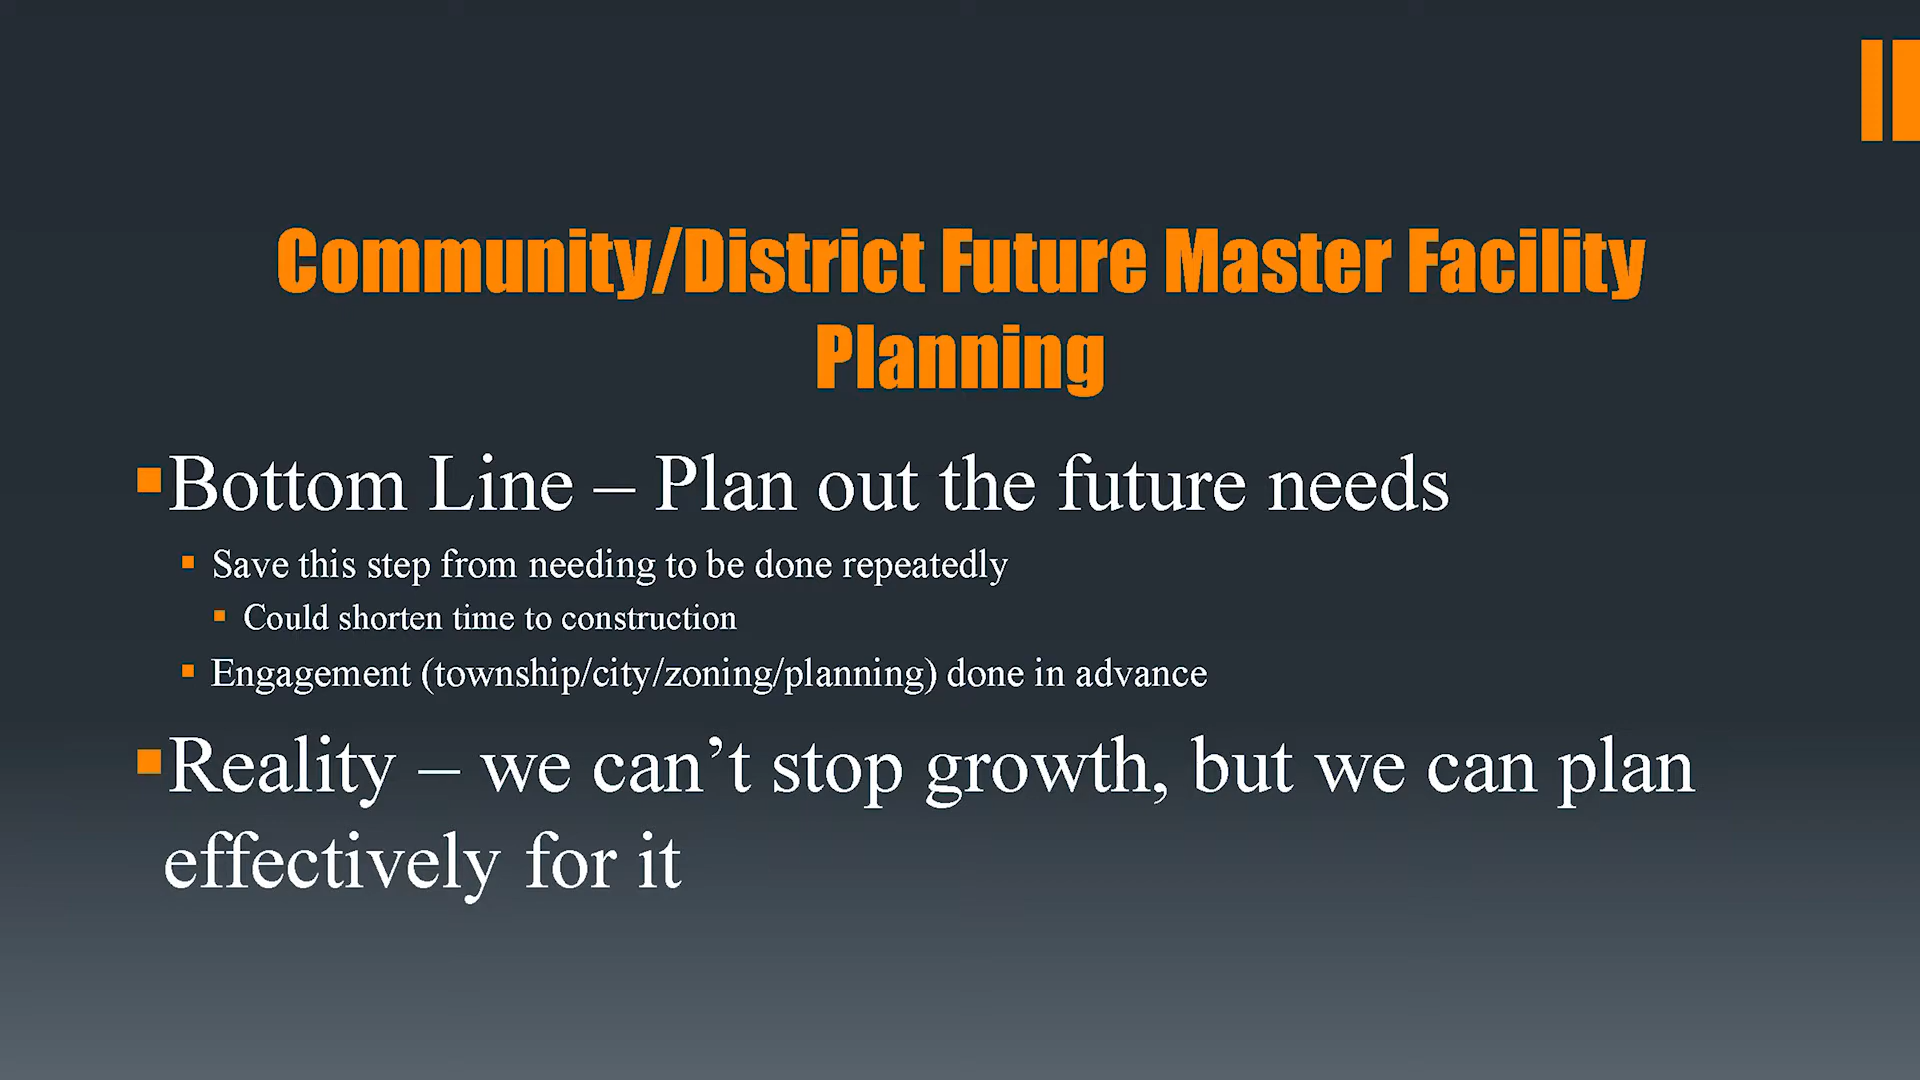 Community/District Future Master Facility
Planning
Bottom Line – Plan out the future needs
Save this step from needing to be done repeatedly
Could shorten time to construction
Engagement (township/city/zoning/planning) done in advance
Reality – we can’t stop growth, but we can plan
effectively for it